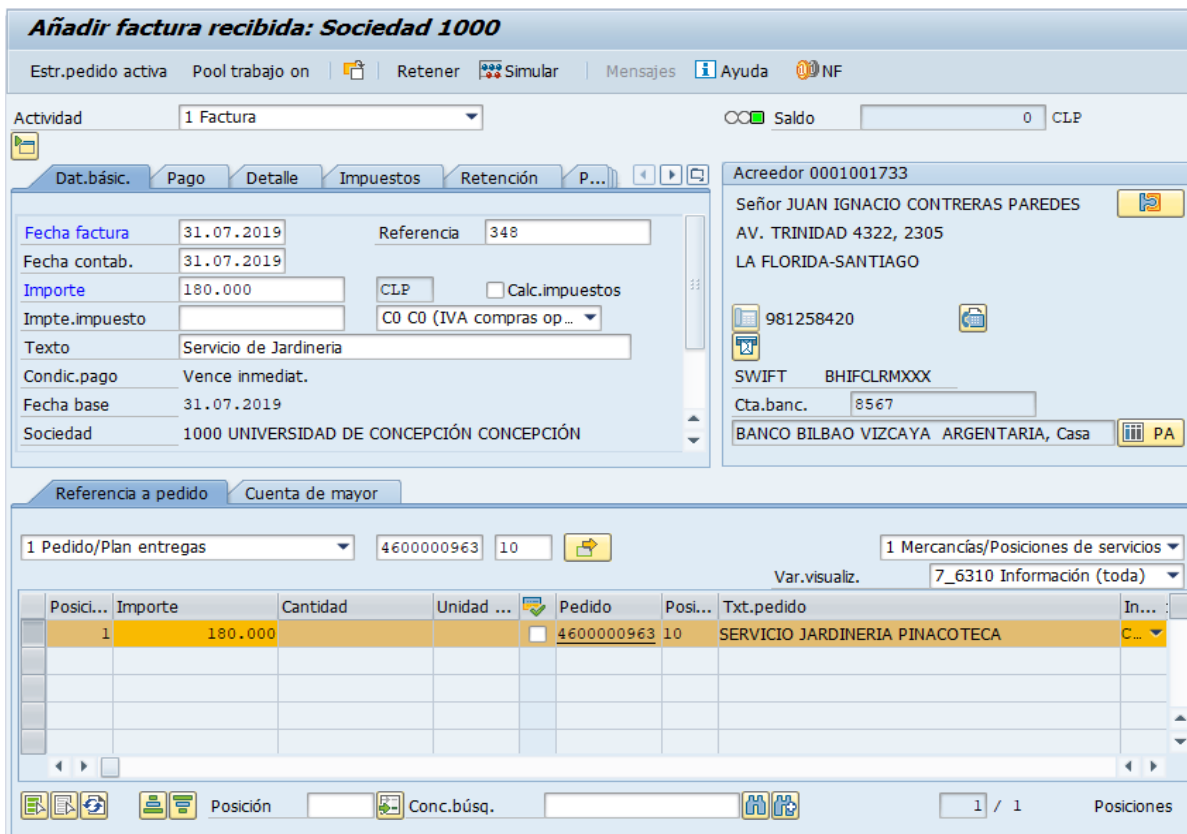 Añadir factura recibida: Sociedad 1000
Estr.pedido activa Pool trabajo on Retener Simular Mensajes Ayuda NF
Actividad 1 Factura Saldo 0 CLP
Dat.básic. Pago Detalle Impuestos Retención P...
Fecha factura 31.07.2019 Referencia 348
Fecha contab. 31.07.2019
Importe 180.000 CLP Calc.impuestos
Impte.impuesto C0 C0 (IVA compras op...
Texto Servicio de Jardineria
Condic.pago Vence inmediat.
Fecha base 31.07.2019
Sociedad 1000 UNIVERSIDAD DE CONCEPCIÓN CONCEPCIÓN
Acreedor 0001001733
Señor JUAN IGNACIO CONTRERAS PAREDES
AV. TRINIDAD 4322, 2305
LA FLORIDA-SANTIAGO
981258420
SWIFT BHIFCLRMXXX
Cta.banc. 8567
BANCO BILBAO VIZCAYA ARGENTARIA, Casa PA
Referencia a pedido Cuenta de mayor
1 Pedido/Plan entregas 4600000963 10 1 Mercancías/Posiciones de servicios
Var.visualiz. 7_6310 Información (toda)
Posici... Importe Cantidad Unidad ... Pedido Posi... Txt.pedido In...
1 180.000 4600000963 10 SERVICIO JARDINERIA PINACOTECA C...
Posición Conc.búsq. 1 / 1 Posiciones